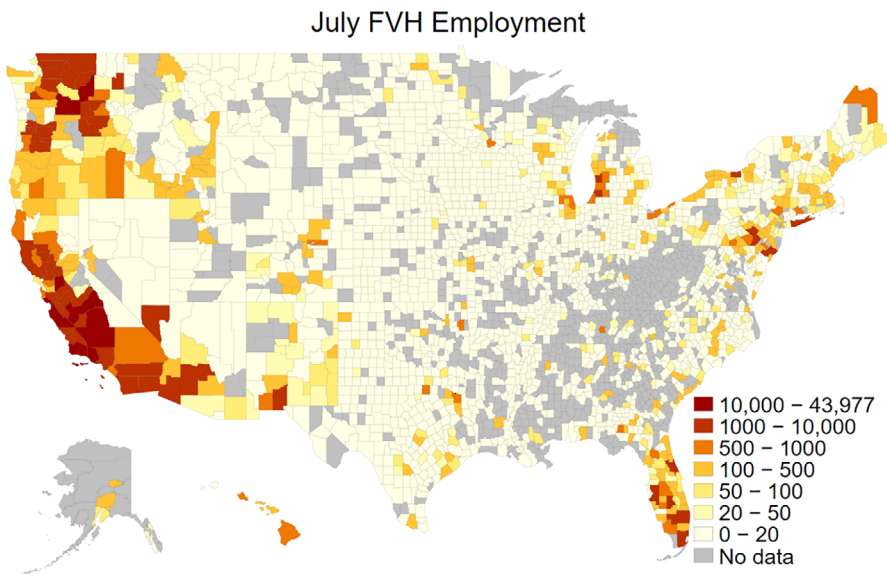 July FVH Employment
10,000 – 43,977
1000 – 10,000
500 – 1000
100 – 500
50 – 100
20 – 50
0 – 20
No data